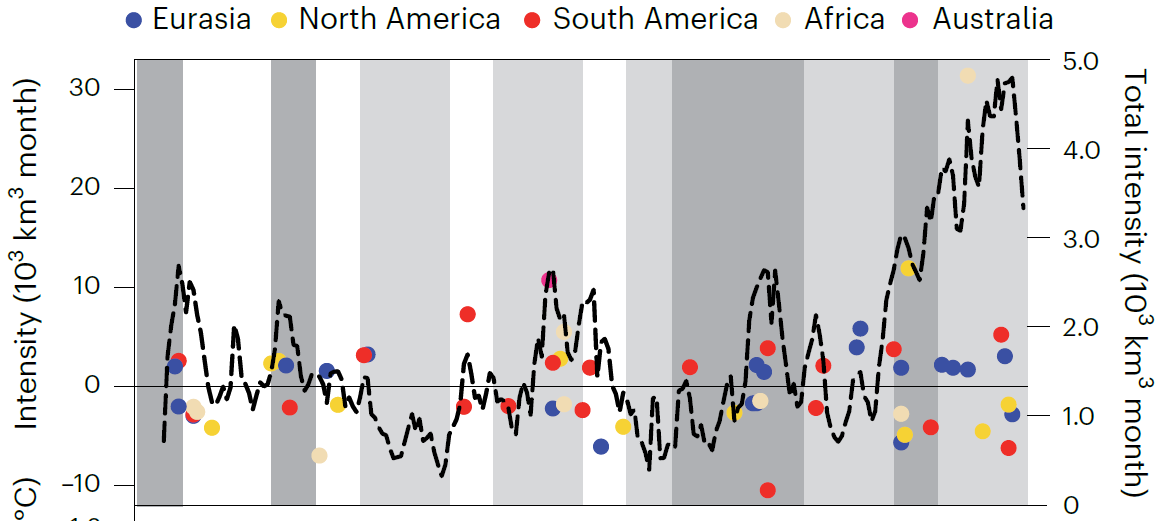 Eurasia North America South America Africa Australia
Intensity (10³ km³ month)
30
20
10
0
–10
5.0
4.0
3.0
2.0
1.0
0
Total intensity (10³ km³ month)
°C)